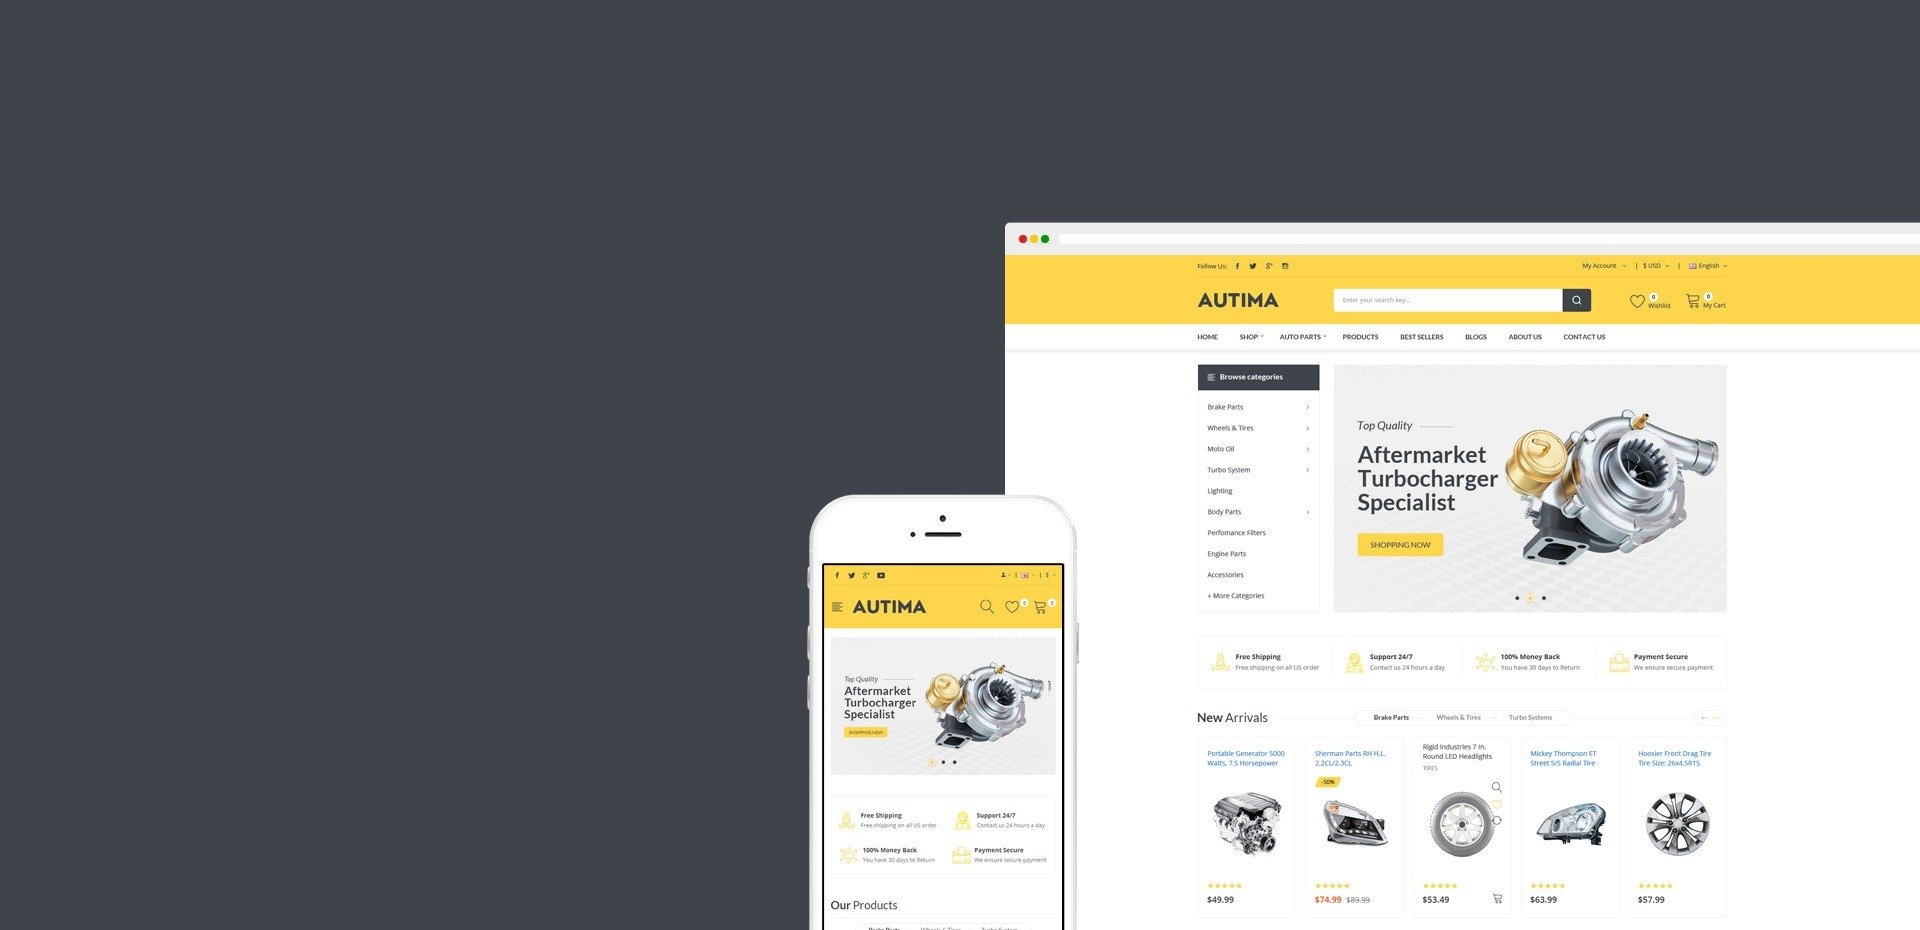 Follow Us:
My Account
$ USD
English
AUTIMA
Enter your search key...
0
Wishlist
0
My Cart
HOME
SHOP
AUTO PARTS
PRODUCTS
BEST SELLERS
BLOGS
ABOUT US
CONTACT US
Browse categories
Brake Parts
Wheels & Tires
Moto Oil
Turbo System
Lighting
Body Parts
Perfomance Filters
Engine Parts
Accessories
+ More Categories
Top Quality
Aftermarket
Turbocharger
Specialist
SHOPPING NOW
Free Shipping
Free shipping on all US order
Support 24/7
Contact us 24 hours a day
100% Money Back
You have 30 days to Return
Payment Secure
We ensure secure payment
New Arrivals
Brake Parts
Wheels & Tires
Turbo Systems
Portable Generator 5000
Watts, 7.5 Horsepower
$49.99
Sherman Parts RH H.L.
2.2CL/2.3CL
-50%
$74.99 $89.99
Rigid Industries 7 In.
Round LED Headlights
TIRES
$53.49
Mickey Thompson ET
Street S/S Radial Tire
$63.99
Hoosier Front Drag Tire
Tire Size: 26x4.5R15
$57.99
$
AUTIMA
0
0
Top Quality
Aftermarket
Turbocharger
Specialist
SHOPPING NOW
Free Shipping
Free shipping on all US order
Support 24/7
Contact us 24 hours a day
100% Money Back
You have 30 days to Return
Payment Secure
We ensure secure payment
Our Products